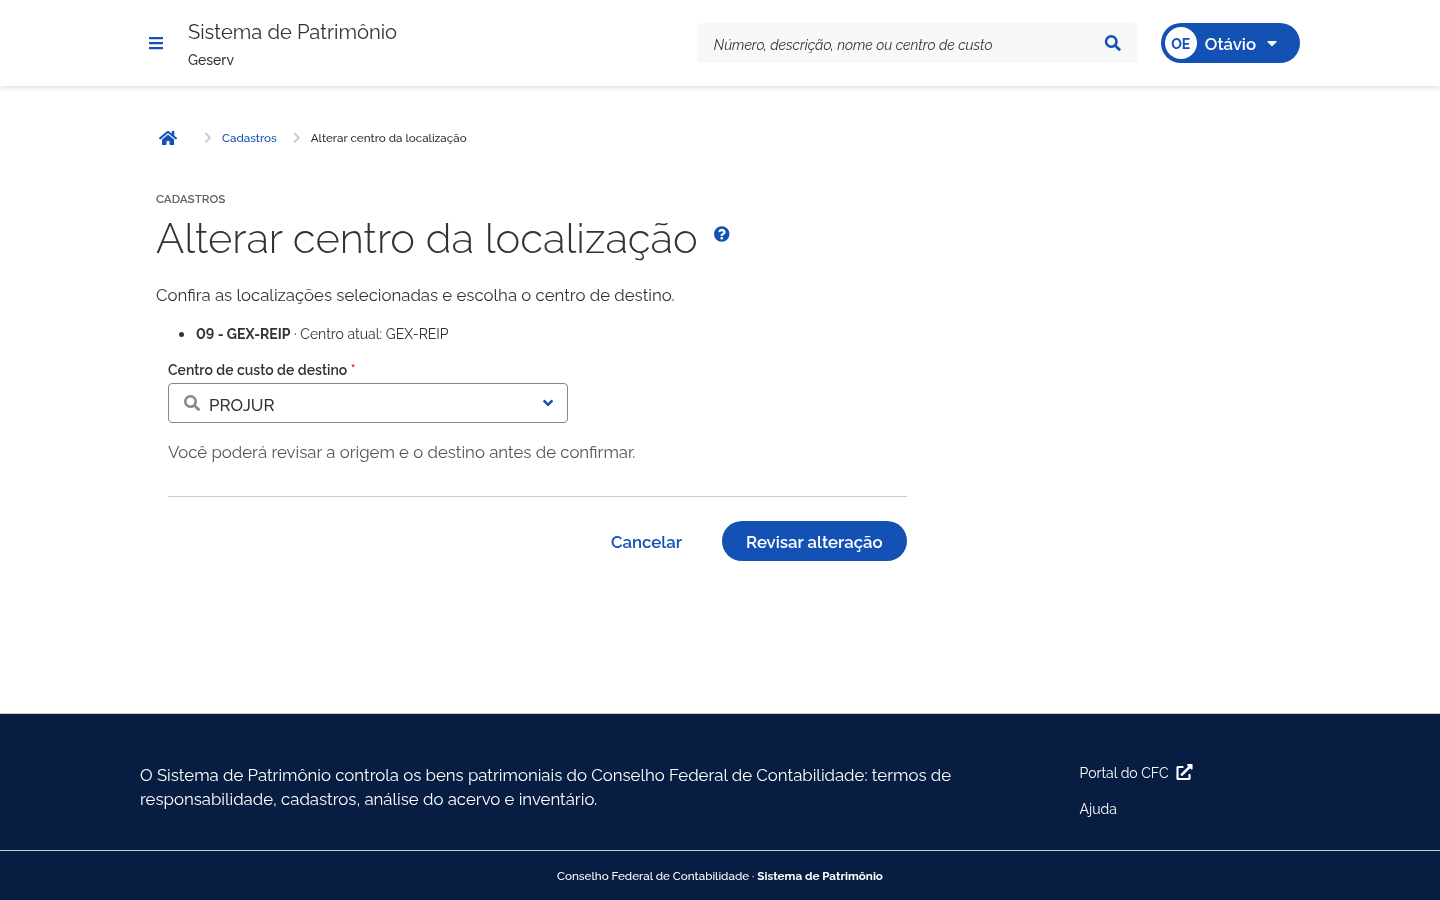 Sistema de Patrimônio
Geserv
Número, descrição, nome ou centro de custo
OE
Otávio
Cadastros
Alterar centro da localização
CADASTROS
Alterar centro da localização
Confira as localizações selecionadas e escolha o centro de destino.
09 - GEX-REIP · Centro atual: GEX-REIP
Centro de custo de destino *
PROJUR
Você poderá revisar a origem e o destino antes de confirmar.
Cancelar
Revisar alteração
O Sistema de Patrimônio controla os bens patrimoniais do Conselho Federal de Contabilidade: termos de
responsabilidade, cadastros, análise do acervo e inventário.
Portal do CFC
Ajuda
Conselho Federal de Contabilidade · Sistema de Patrimônio